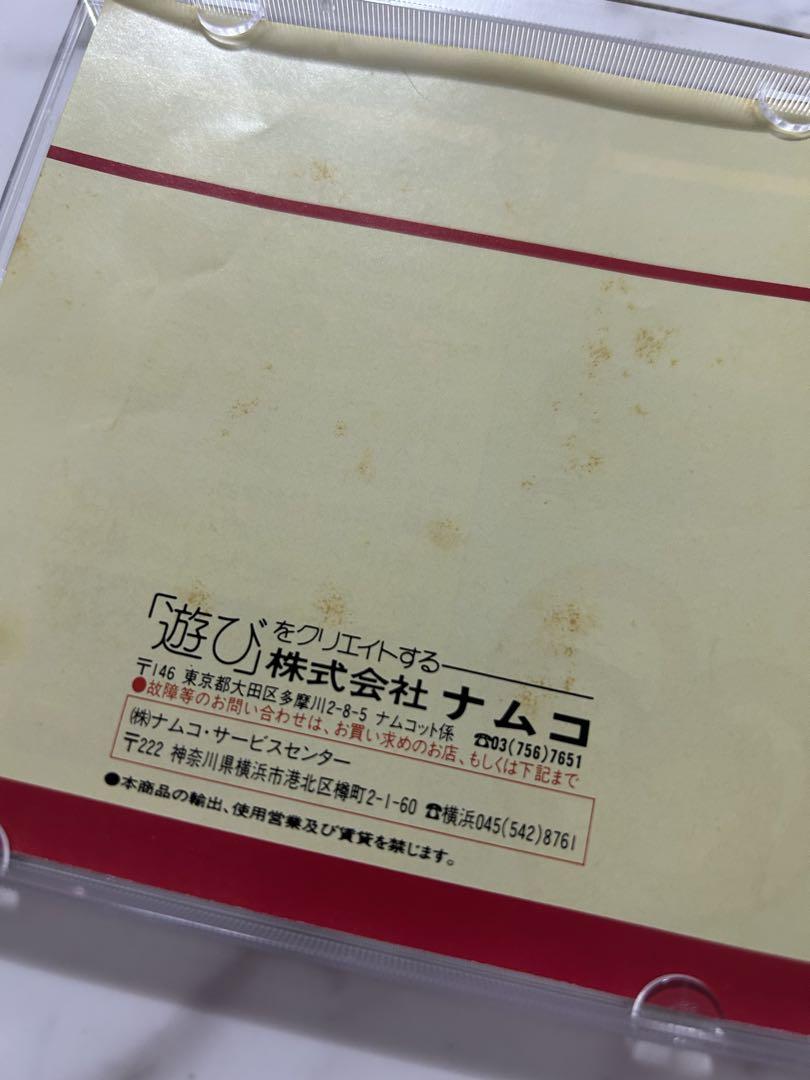 「遊び」をクリエイトする
株式会社 ナムコ
〒146 東京都大田区多摩川2-8-5 ナムコット係 ☎03(756)7651
●故障等のお問い合わせは、お買い求めのお店、もしくは下記まで
(株)ナムコ・サービスセンター
〒222 神奈川県横浜市港北区樽町2-1-60 ☎横浜045(542)8761
●本商品の輸出、使用営業及び賃貸を禁じます。